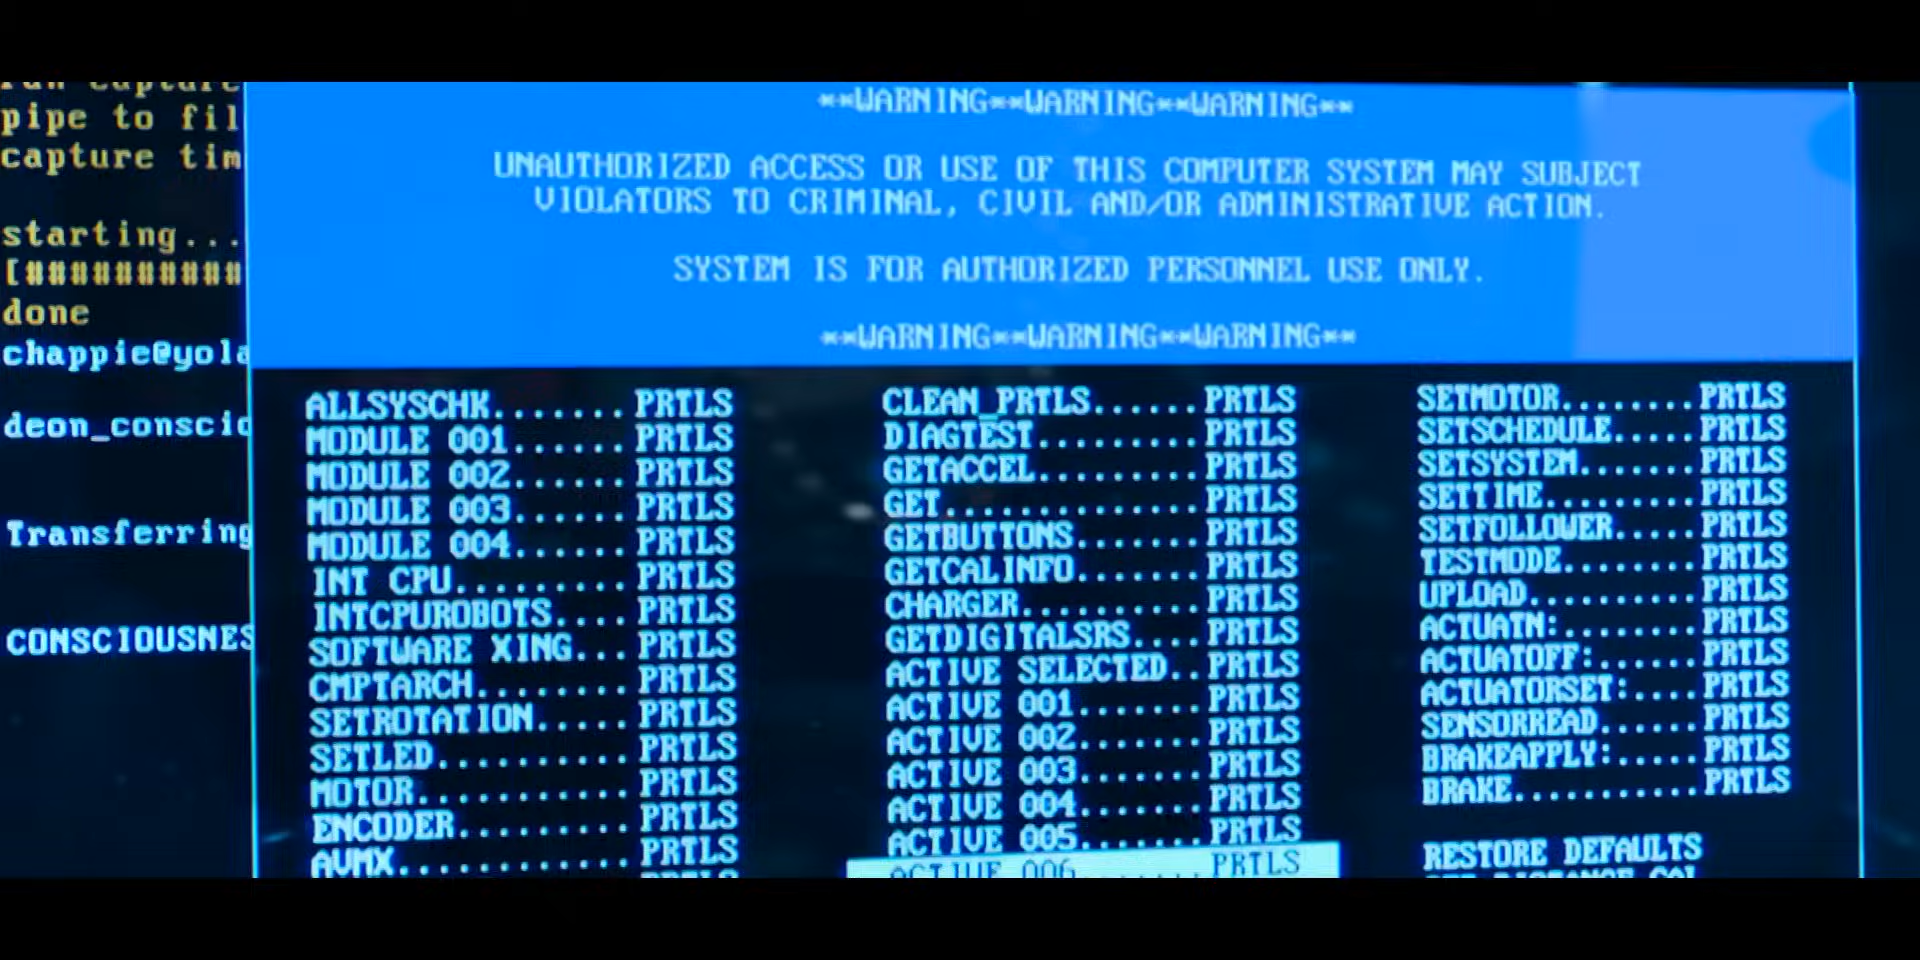 pipe to fil
capture tim
starting...
[##########
done
chappie@yola
deon_conscio
Transferring
CONSCIOUSNES
**WARNING**WARNING**WARNING**
UNAUTHORIZED ACCESS OR USE OF THIS COMPUTER SYSTEM MAY SUBJECT
VIOLATORS TO CRIMINAL, CIVIL AND/OR ADMINISTRATIVE ACTION.
SYSTEM IS FOR AUTHORIZED PERSONNEL USE ONLY.
**WARNING**WARNING**WARNING**
ALLSYSCHK....... PRTLS
MODULE 001...... PRTLS
MODULE 002...... PRTLS
MODULE 003...... PRTLS
MODULE 004...... PRTLS
INT CPU......... PRTLS
INTCPUROBOTS.... PRTLS
SOFTWARE XING... PRTLS
CMPTARCH........ PRTLS
SETROTATION..... PRTLS
SETLED.......... PRTLS
MOTOR........... PRTLS
ENCODER......... PRTLS
AVMX............ PRTLS
CLEAN_PRTLS......PRTLS
DIAGTEST.........PRTLS
GETACCEL.........PRTLS
GET..............PRTLS
GETBUTTONS.......PRTLS
GETCALINFO.......PRTLS
CHARGER..........PRTLS
GETDIGITALSRS....PRTLS
ACTIVE SELECTED..PRTLS
ACTIVE 001.......PRTLS
ACTIVE 002.......PRTLS
ACTIVE 003.......PRTLS
ACTIVE 004.......PRTLS
ACTIVE 005.......PRTLS
ACTIVE 006.......PRTLS
SETMOTOR........PRTLS
SETSCHEDULE.....PRTLS
SETSYSTEM.......PRTLS
SETTIME.........PRTLS
SETFOLLOWER.....PRTLS
TESTMODE........PRTLS
UPLOAD..........PRTLS
ACTUATN:........PRTLS
ACTUATOFF:......PRTLS
ACTUATORSET:....PRTLS
SENSORREAD......PRTLS
BRAKEAPPLY:.....PRTLS
BRAKE...........PRTLS
RESTORE DEFAULTS